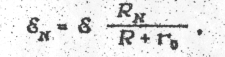 ℰ_N = ℰ R_N / (R + r_0) .